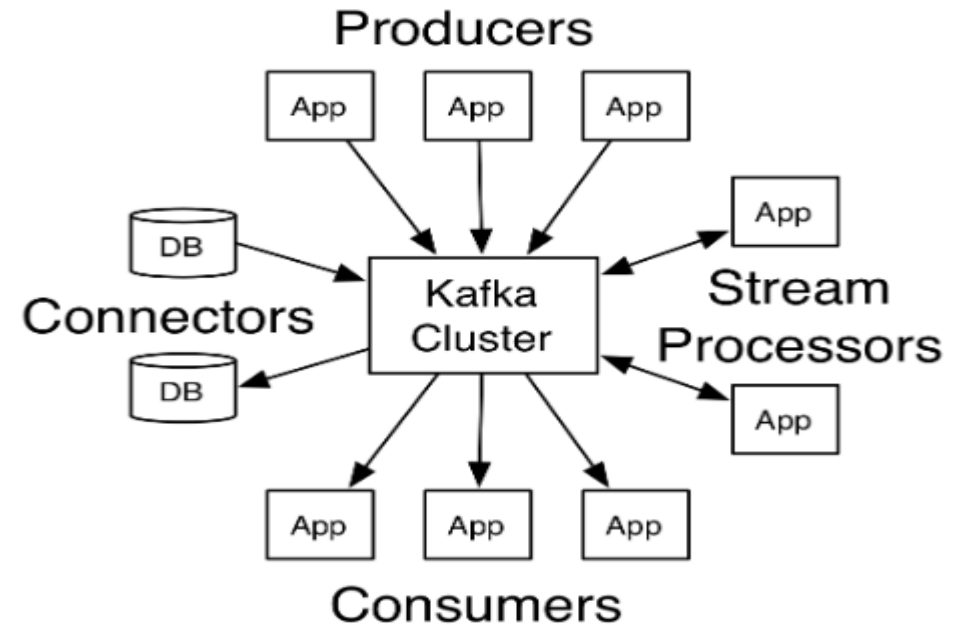 Producers
App
App
App
App
DB
Kafka
Cluster
Stream
Processors
Connectors
DB
App
App
App
App
Consumers